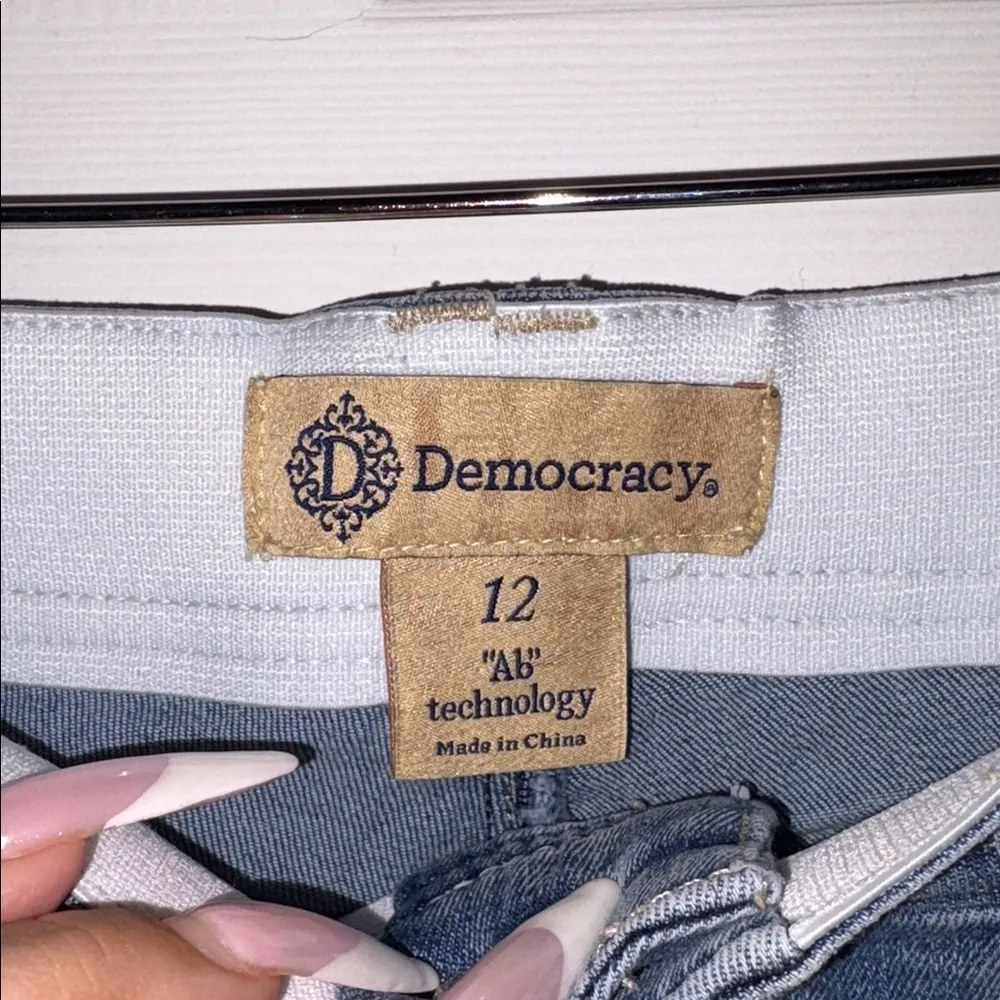 D Democracy®
12
"Ab"
technology
Made in China